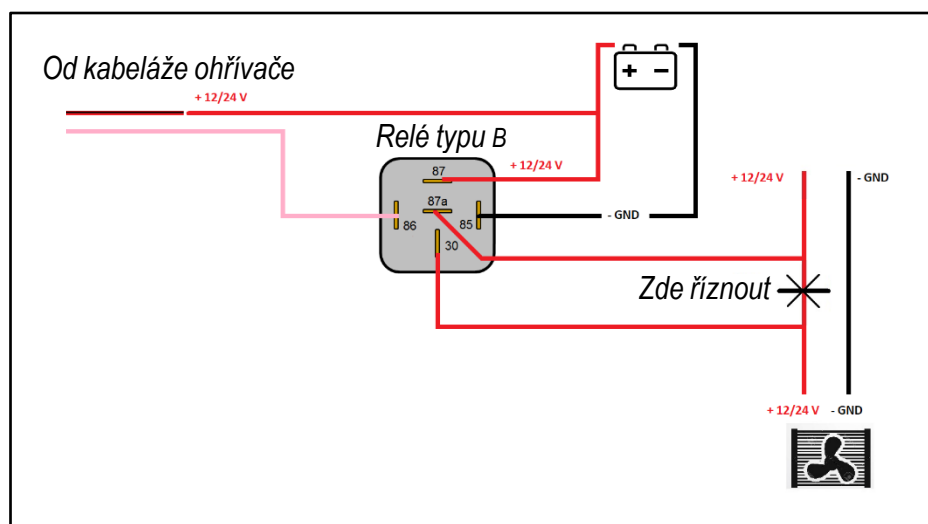 Od kabeláže ohřívače
+ 12/24 V
Relé typu B
+ 12/24 V
87
87a
86
85
30
- GND
+ 12/24 V
- GND
Zde říznout
+ 12/24 V
- GND